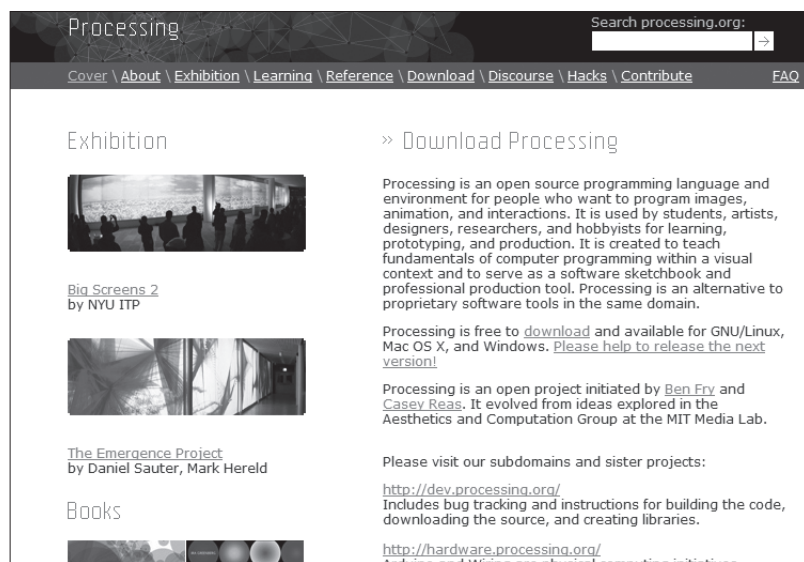 Processing
Search processing.org:
Cover \ About \ Exhibition \ Learning \ Reference \ Download \ Discourse \ Hacks \ Contribute
FAQ
Exhibition
Big Screens 2
by NYU ITP
The Emergence Project
by Daniel Sauter, Mark Hereld
Books
» Download Processing
Processing is an open source programming language and
environment for people who want to program images,
animation, and interactions. It is used by students, artists,
designers, researchers, and hobbyists for learning,
prototyping, and production. It is created to teach
fundamentals of computer programming within a visual
context and to serve as a software sketchbook and
professional production tool. Processing is an alternative to
proprietary software tools in the same domain.
Processing is free to download and available for GNU/Linux,
Mac OS X, and Windows. Please help to release the next
version!
Processing is an open project initiated by Ben Fry and
Casey Reas. It evolved from ideas explored in the
Aesthetics and Computation Group at the MIT Media Lab.
Please visit our subdomains and sister projects:
http://dev.processing.org/
Includes bug tracking and instructions for building the code,
downloading the source, and creating libraries.
http://hardware.processing.org/
Arduino and Wiring are physical computing initiatives